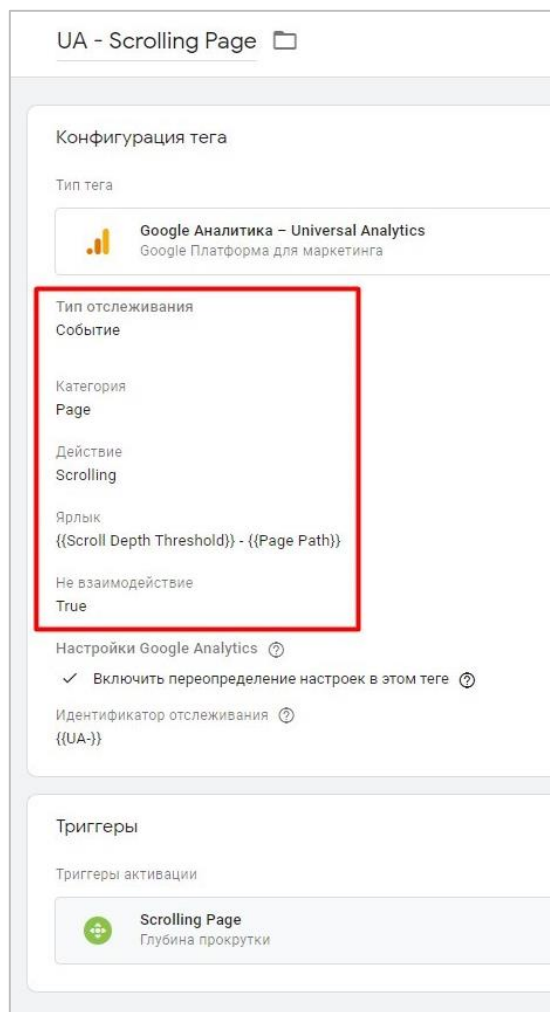 UA - Scrolling Page
Конфигурация тега
Тип тега
Google Аналитика – Universal Analytics
Google Платформа для маркетинга
Тип отслеживания
Событие
Категория
Page
Действие
Scrolling
Ярлык
{{Scroll Depth Threshold}} - {{Page Path}}
Не взаимодействие
True
Настройки Google Analytics
Включить переопределение настроек в этом теге
Идентификатор отслеживания
{{UA-}}
Триггеры
Триггеры активации
Scrolling Page
Глубина прокрутки